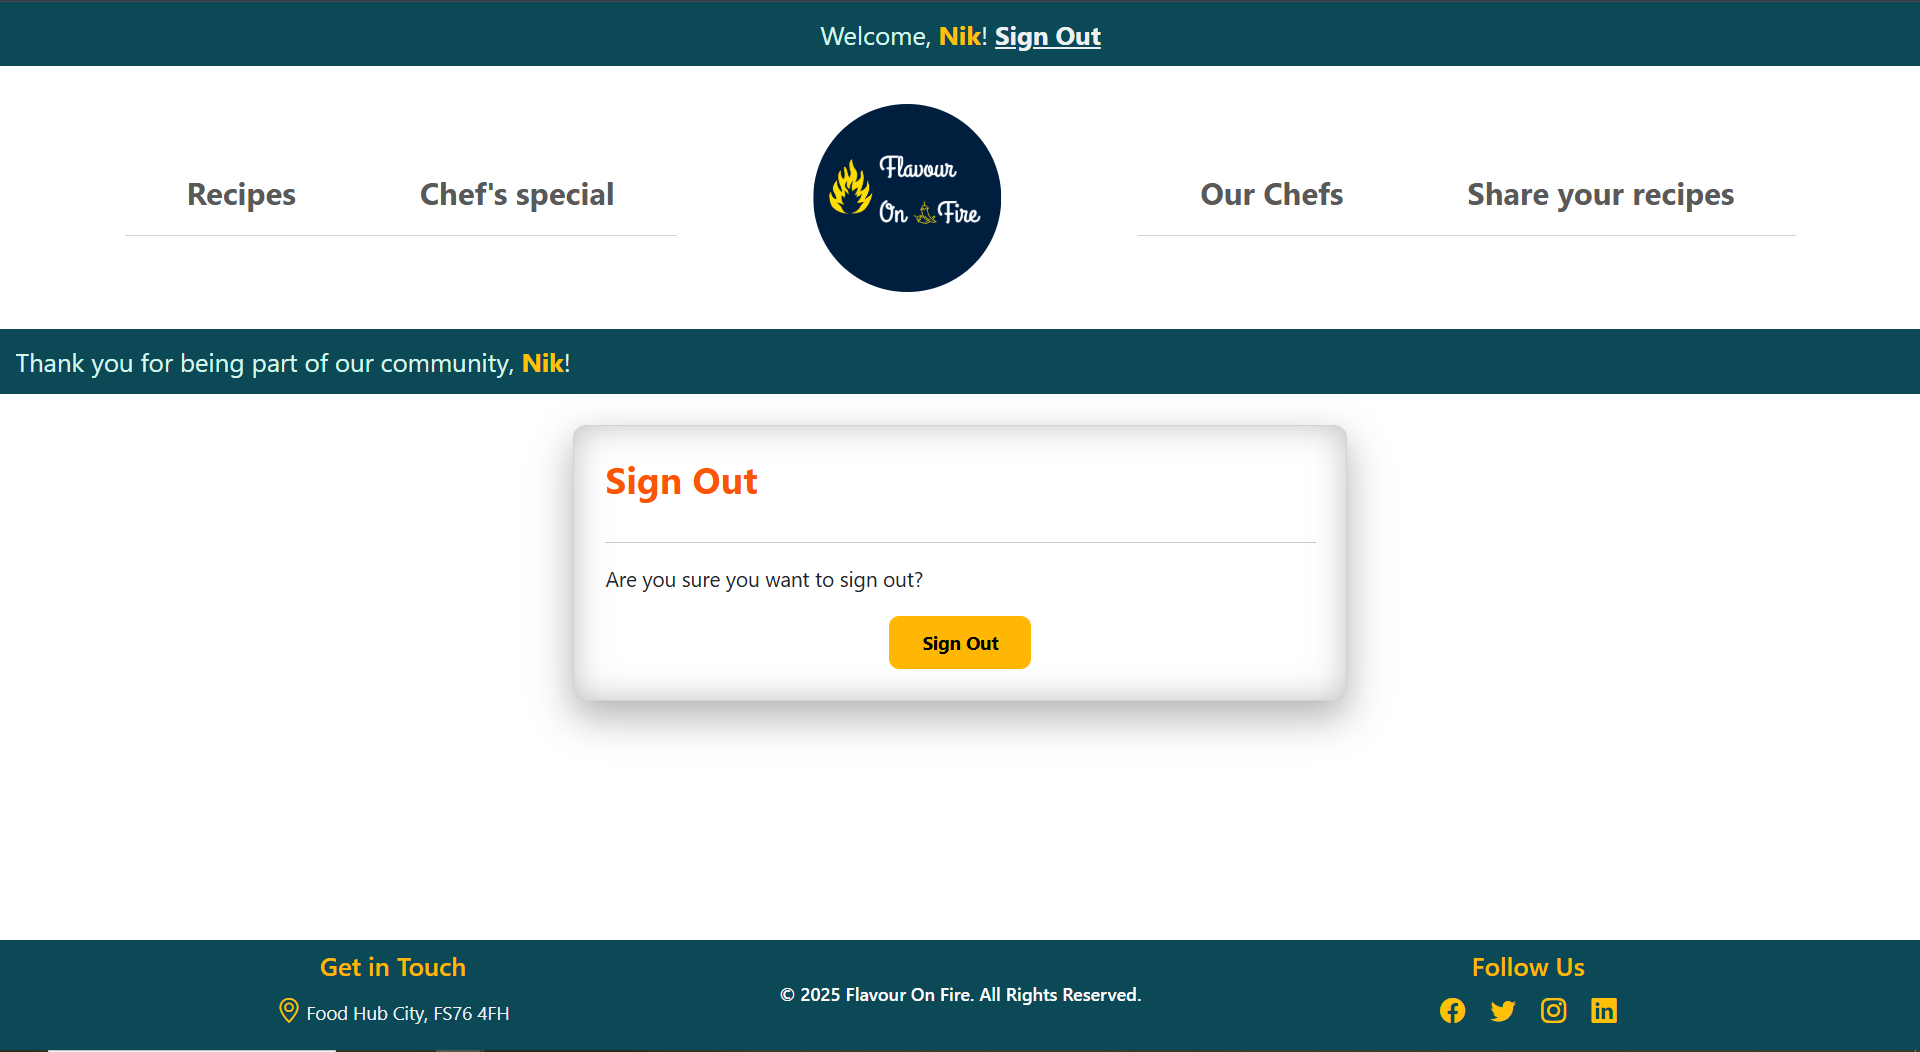 Welcome, Nik! Sign Out
Recipes
Chef's special
Flavour
On Fire
Our Chefs
Share your recipes
Thank you for being part of our community, Nik!
Sign Out
Are you sure you want to sign out?
Sign Out
Get in Touch
Food Hub City, FS76 4FH
© 2025 Flavour On Fire. All Rights Reserved.
Follow Us